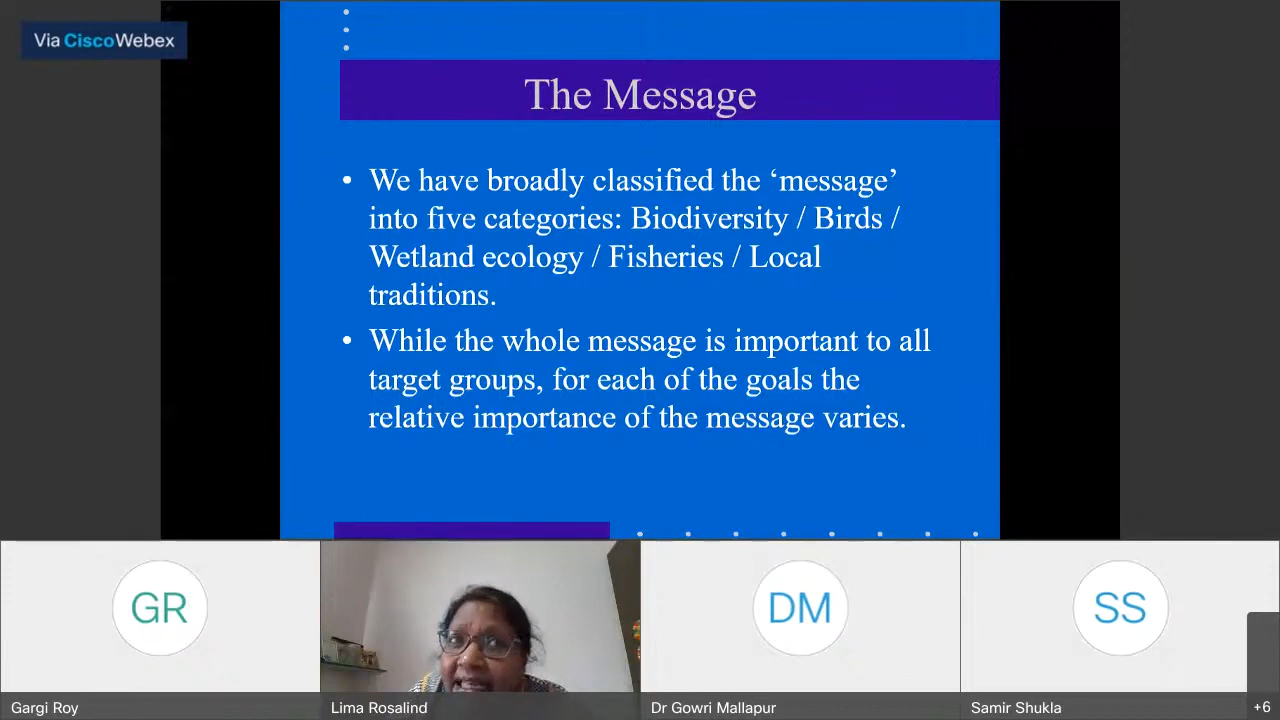 Via CiscoWebex
The Message
• We have broadly classified the ‘message’
into five categories: Biodiversity / Birds /
Wetland ecology / Fisheries / Local
traditions.
• While the whole message is important to all
target groups, for each of the goals the
relative importance of the message varies.
GR
DM
SS
Gargi Roy
Lima Rosalind
Dr Gowri Mallapur
Samir Shukla
+6